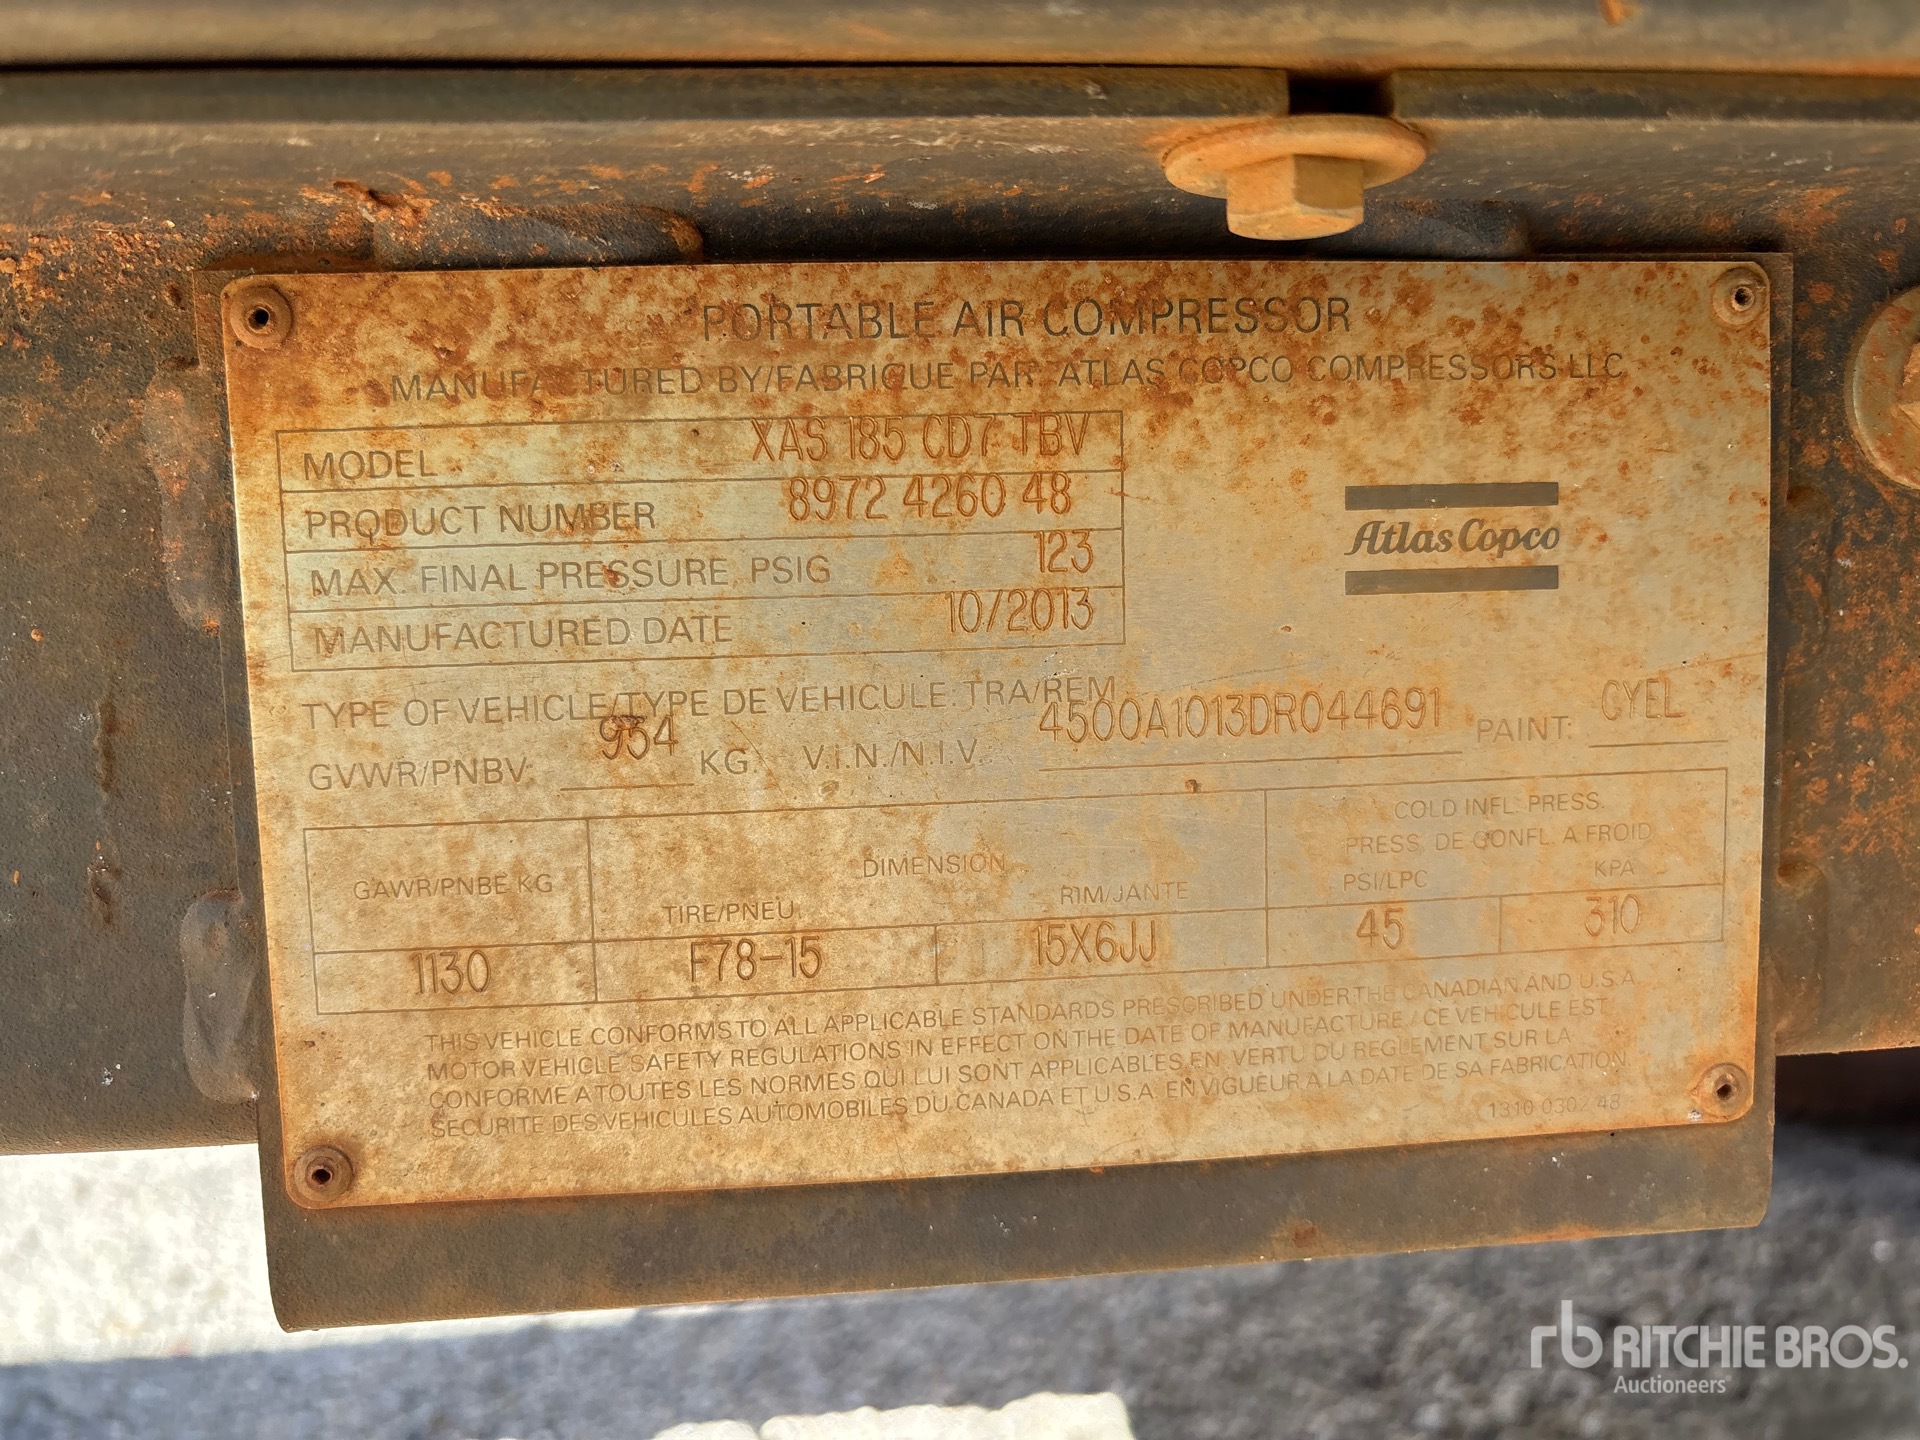 PORTABLE AIR COMPRESSOR
MANUFACTURED BY/FABRIQUE PAR ATLAS COPCO COMPRESSORS LLC
MODEL XAS 185 CD7 TBV
PRODUCT NUMBER 8972 4260 48
MAX. FINAL PRESSURE, PSIG 123
MANUFACTURED DATE 10/2013
Atlas Copco
TYPE OF VEHICLE/TYPE DE VEHICULE: TRA/REM
GVWR/PNBV: 954 KG. V.I.N./N.I.V. 4500A1013DR044691 PAINT: CYEL
GAWR/PNBE KG DIMENSION COLD INFL. PRESS.
PRESS. DE GONFL. A FROID
TIRE/PNEU RIM/JANTE PSI/LPC KPA
1130 F78-15 15X6JJ 45 310
THIS VEHICLE CONFORMS TO ALL APPLICABLE STANDARDS PRESCRIBED UNDER THE CANADIAN AND U.S.A.
MOTOR VEHICLE SAFETY REGULATIONS IN EFFECT ON THE DATE OF MANUFACTURE / CE VEHICULE EST
CONFORME A TOUTES LES NORMES QUI LUI SONT APPLICABLES EN VERTU DU REGLEMENT SUR LA
SECURITE DES VEHICULES AUTOMOBILES DU CANADA ET U.S.A. EN VIGUEUR A LA DATE DE SA FABRICATION.
1310 0302 48
rb RITCHIE BROS.
Auctioneers